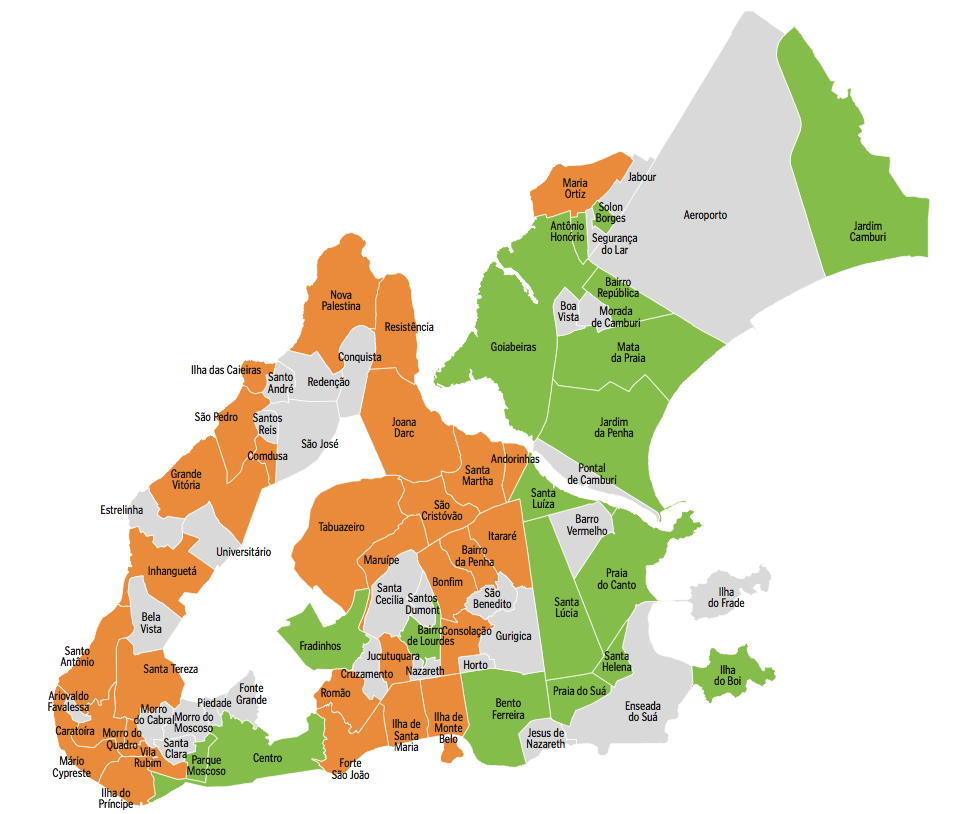 Maria
Ortiz
Jabour
Solon
Borges
Aeroporto
Antônio
Honório
Segurança
do Lar
Jardim
Camburi
Bairro
República
Nova
Palestina
Boa
Vista
Morada
de Camburi
Resistência
Goiabeiras
Mata
da Praia
Conquista
Ilha das Caieiras
Santo
André
Redenção
São Pedro
Santos
Reis
São José
Joana
Darc
Jardim
da Penha
Comdusa
Andorinhas
Santa
Martha
Pontal
de Camburi
Grande
Vitória
Santa
Luíza
Estrelinha
São
Cristóvão
Tabuazeiro
Barro
Vermelho
Itararé
Universitário
Maruípe
Bairro
da Penha
Inhanguetá
Bonfim
Praia
do Canto
Santa
Cecilia
Santos
Dumont
São
Benedito
Santa
Lúcia
Ilha
do Frade
Bela
Vista
Bairro
de Lourdes
Consolação
Gurigica
Fradinhos
Santo
Antônio
Jucutuquara
Santa Tereza
Cruzamento
Nazareth
Horto
Santa
Helena
Ilha
do Boi
Fonte
Grande
Romão
Praia do Suá
Ariovaldo
Favalessa
Piedade
Morro
do Cabral
Morro do
Moscoso
Bento
Ferreira
Enseada
do Suá
Caratoíra
Morro do
Quadro
Santa
Clara
Ilha de
Santa
Maria
Ilha de
Monte
Belo
Jesus de
Nazareth
Vila
Rubim
Parque
Moscoso
Centro
Mário
Cypreste
Forte
São João
Ilha do
Príncipe